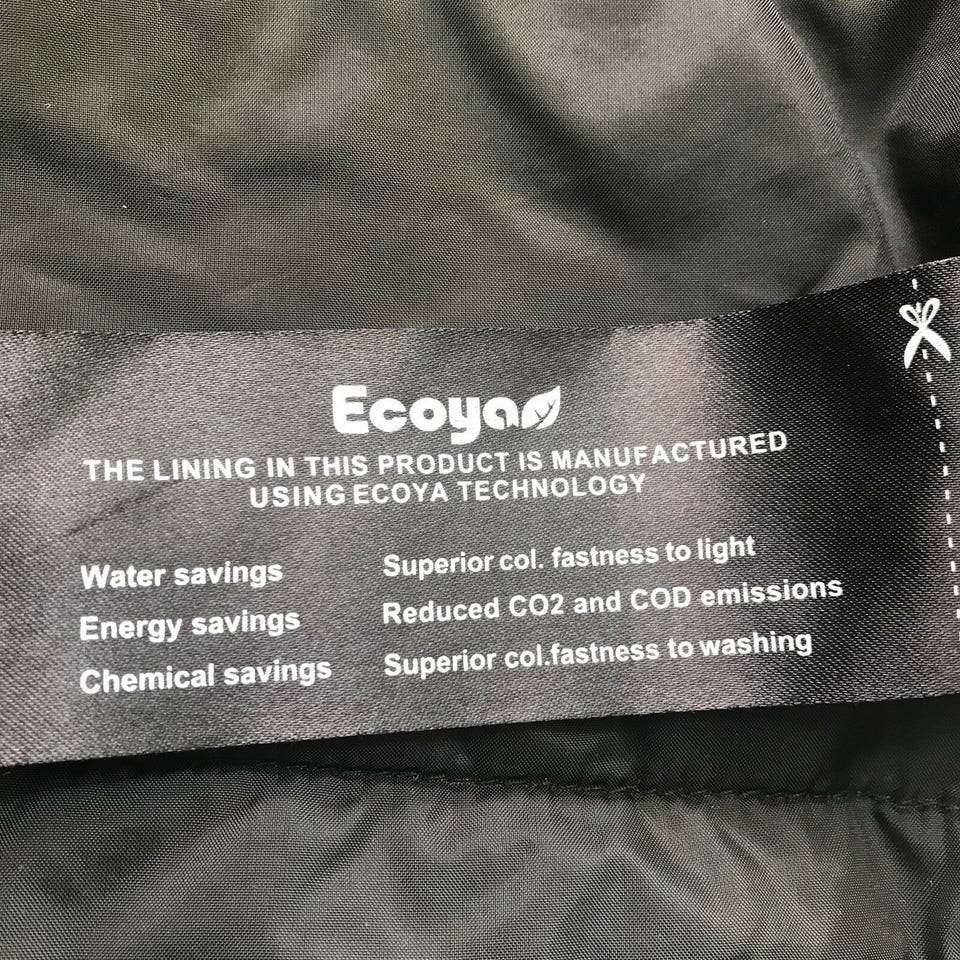 Ecoya
THE LINING IN THIS PRODUCT IS MANUFACTURED
USING ECOYA TECHNOLOGY
Water savings
Energy savings
Chemical savings
Superior col. fastness to light
Reduced CO2 and COD emissions
Superior col.fastness to washing